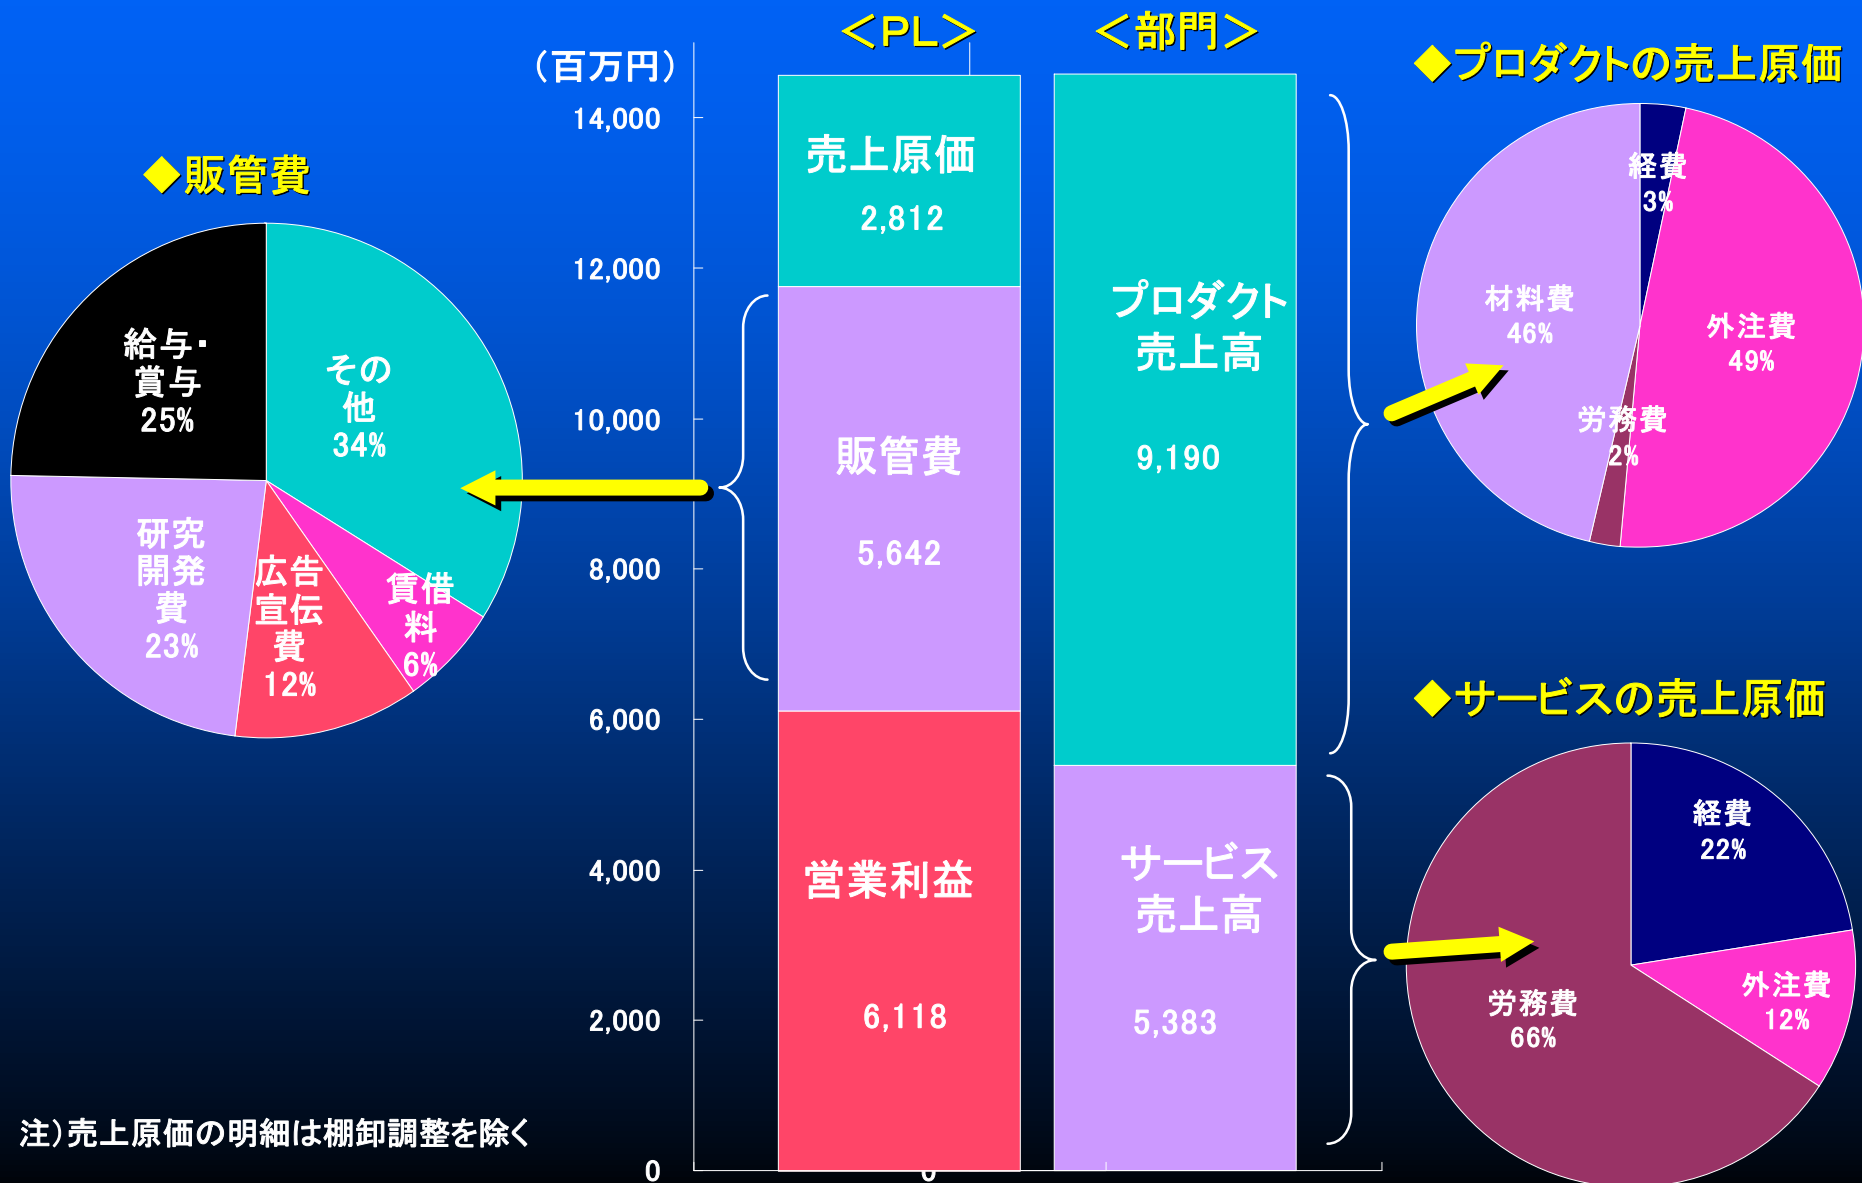 ＜PL＞
＜部門＞
（百万円）
14,000
12,000
10,000
8,000
6,000
4,000
2,000
0
0
売上原価
2,812
販管費
5,642
営業利益
6,118
プロダクト
売上高
9,190
サービス
売上高
5,383
◆販管費
その
他
34%
賃借
料
6%
広告
宣伝
費
12%
研究
開発
費
23%
給与・
賞与
25%
◆プロダクトの売上原価
経費
3%
外注費
49%
労務費
2%
材料費
46%
◆サービスの売上原価
経費
22%
外注費
12%
労務費
66%
注）売上原価の明細は棚卸調整を除く